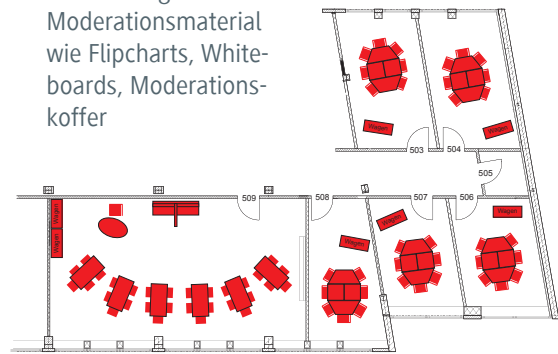 Moderationsmaterial
wie Flipcharts, White-
boards, Moderations-
koffer
Wagen
Wagen
503
504
505
509
508
507
506
Wagen
Wagen
Wagen
Wagen
Wagen